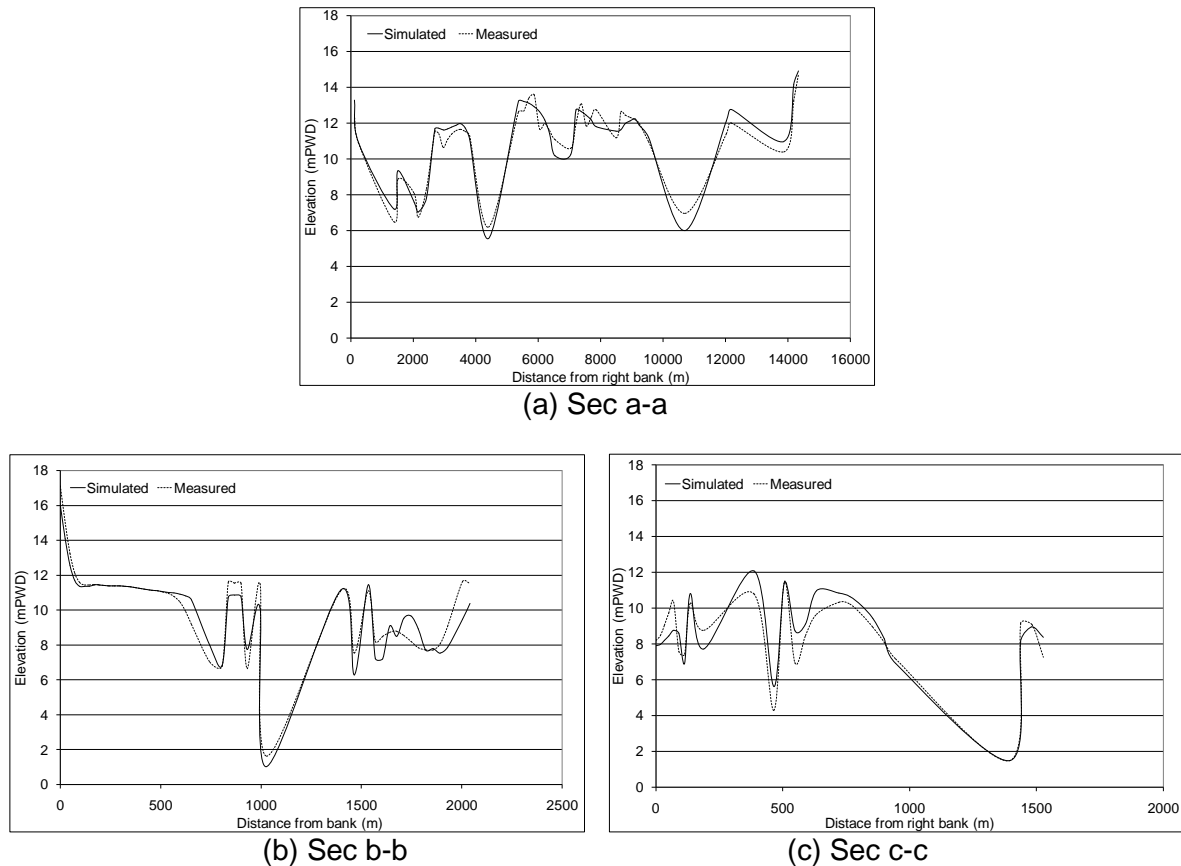 18
16
14
12
10
8
6
4
2
0
Elevation (mPWD)
Simulated Measured
0 2000 4000 6000 8000 10000 12000 14000 16000
Distance from right bank (m)
(a) Sec a-a
18
16
14
12
10
8
6
4
2
0
Elevation (mPWD)
Simulated Measured
0 500 1000 1500 2000 2500
Distance from bank (m)
(b) Sec b-b
18
16
14
12
10
8
6
4
2
0
Elevation (mPWD)
Simulated Measured
0 500 1000 1500 2000
Distace from right bank (m)
(c) Sec c-c